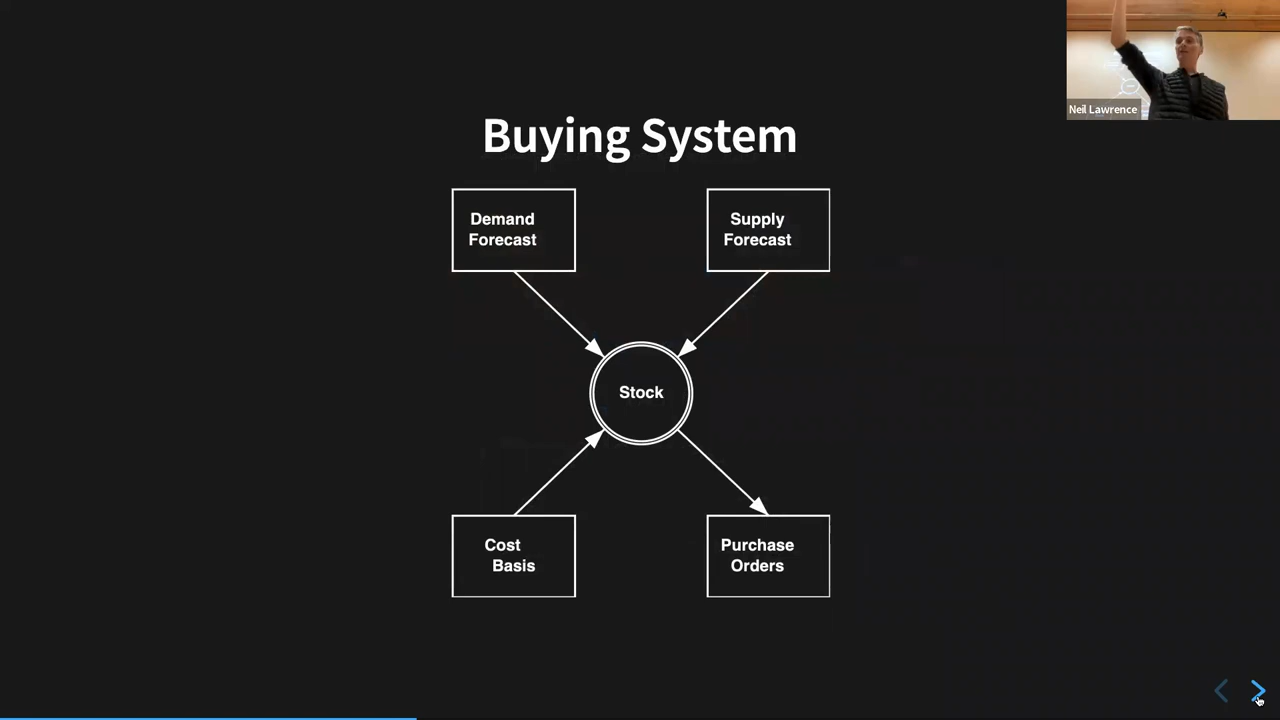 Neil Lawrence
Buying System
Demand
Forecast
Supply
Forecast
Stock
Cost
Basis
Purchase
Orders